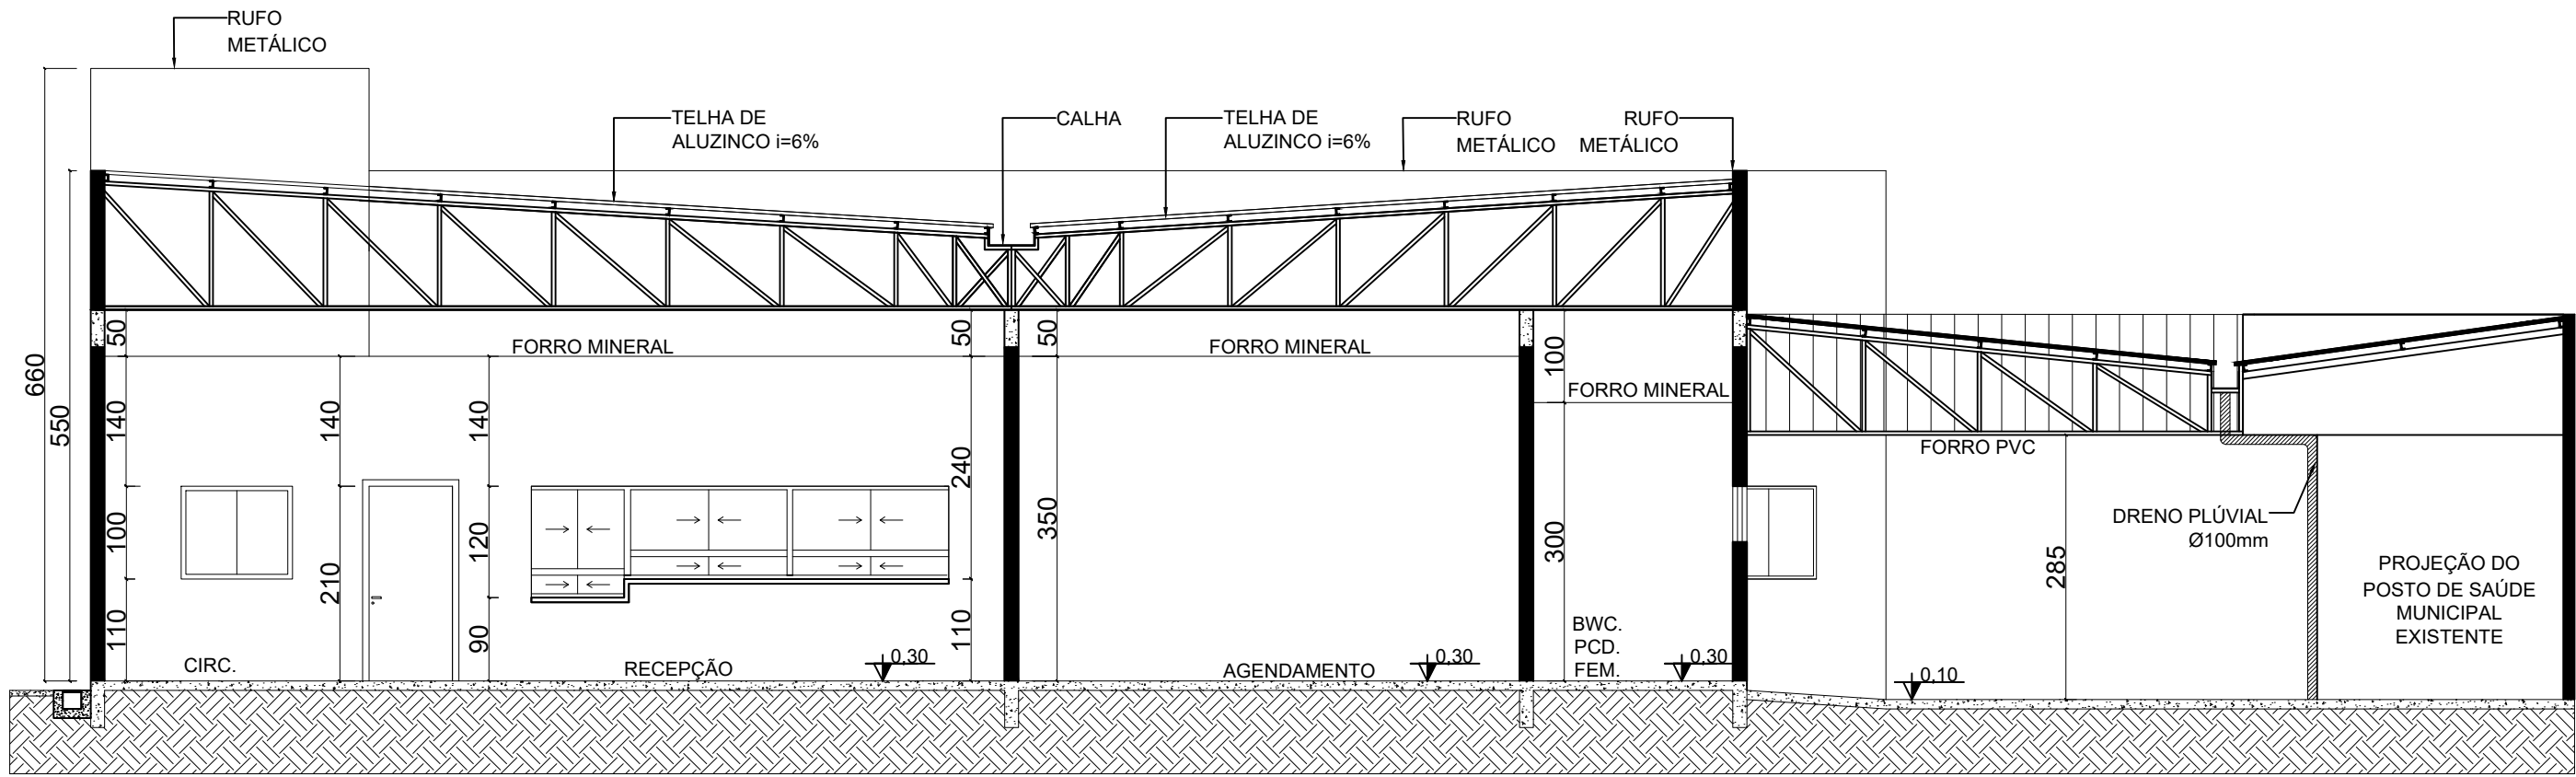 RUFO
METÁLICO
TELHA DE
ALUZINCO i=6%
CALHA
TELHA DE
ALUZINCO i=6%
RUFO
METÁLICO
RUFO
METÁLICO
660
550
50
140
100
110
140
210
140
120
90
50
240
110
50
350
100
300
285
FORRO MINERAL
FORRO MINERAL
FORRO MINERAL
FORRO PVC
DRENO PLÚVIAL
Ø100mm
PROJEÇÃO DO
POSTO DE SAÚDE
MUNICIPAL
EXISTENTE
CIRC.
RECEPÇÃO
0,30
AGENDAMENTO
0,30
BWC.
PCD.
FEM.
0,30
0,10